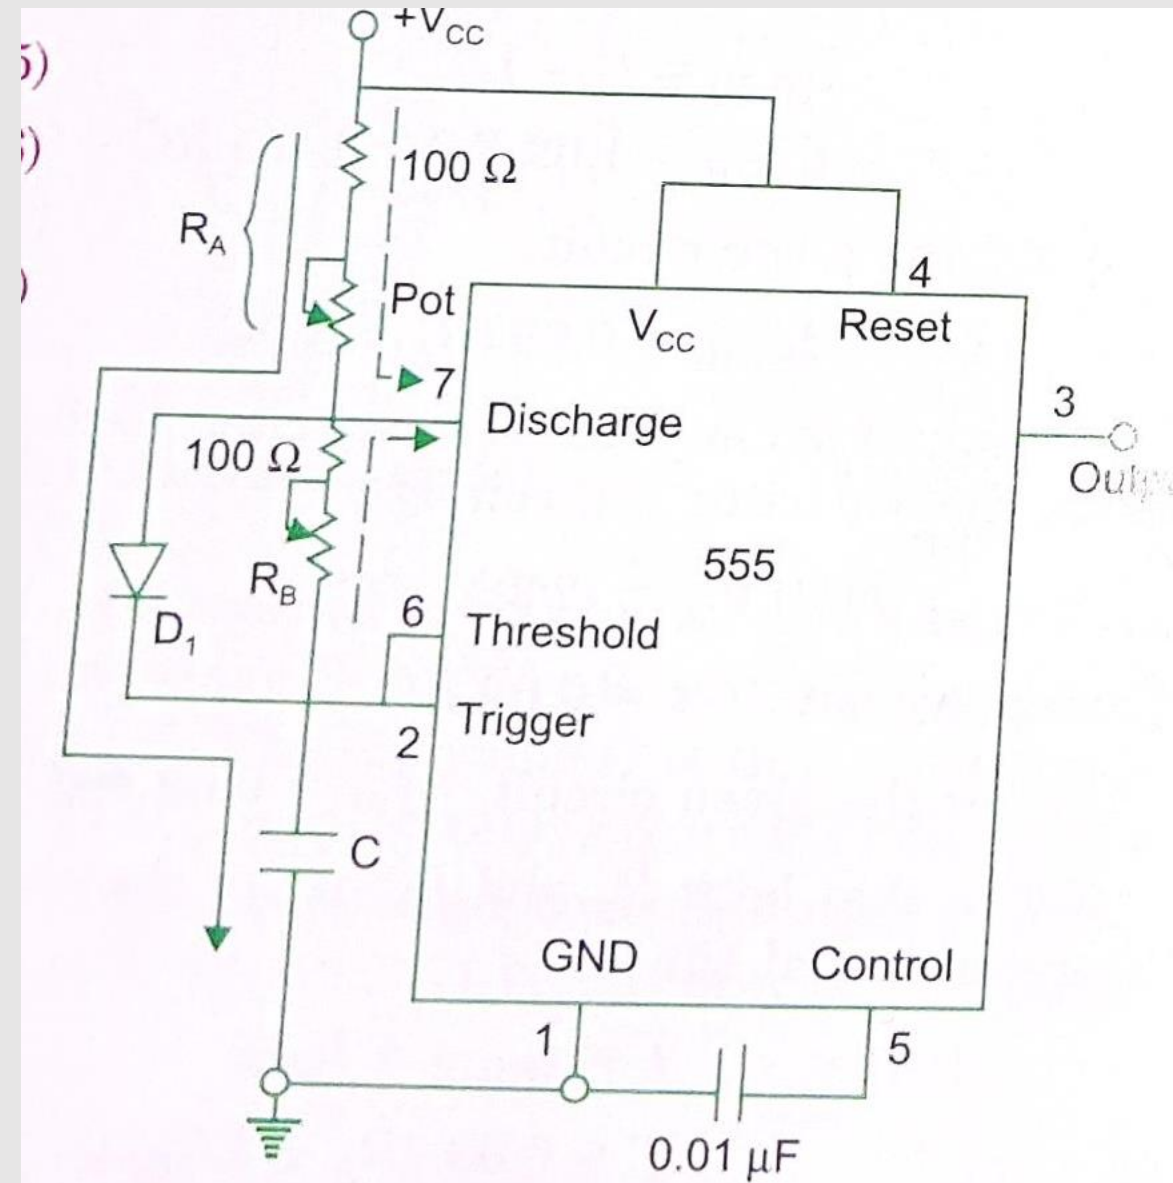 +VCC
5)
100 Ω
RA
Pot
4
VCC
Reset
7
3
Discharge
100 Ω
555
RB
6
Threshold
D1
Trigger
2
C
GND
Control
1
5
0.01 μF